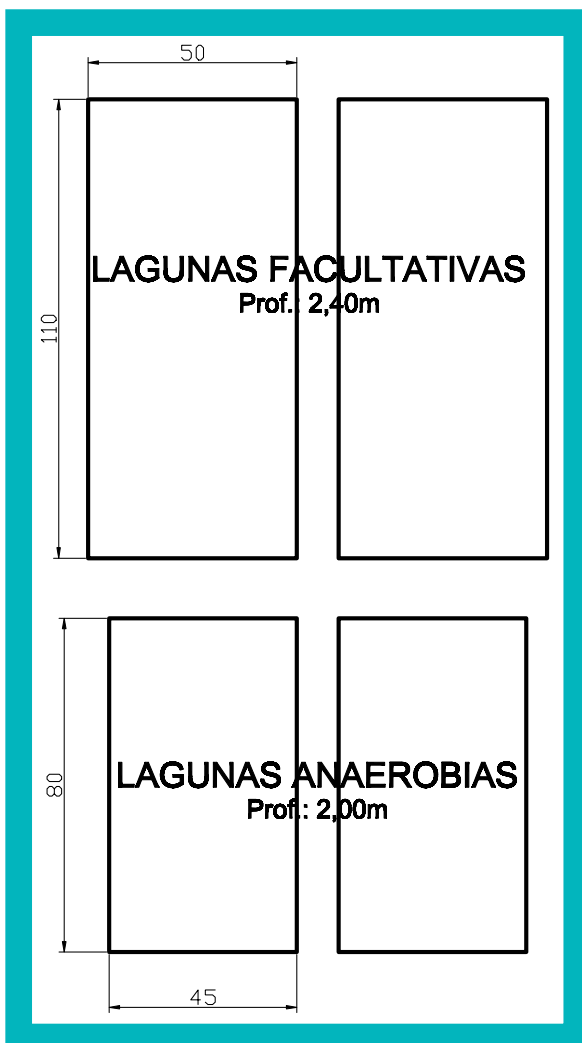 50
LAGUNAS FACULTATIVAS
Prof.: 2,40m
110
LAGUNAS ANAEROBIAS
Prof.: 2,00m
80
45